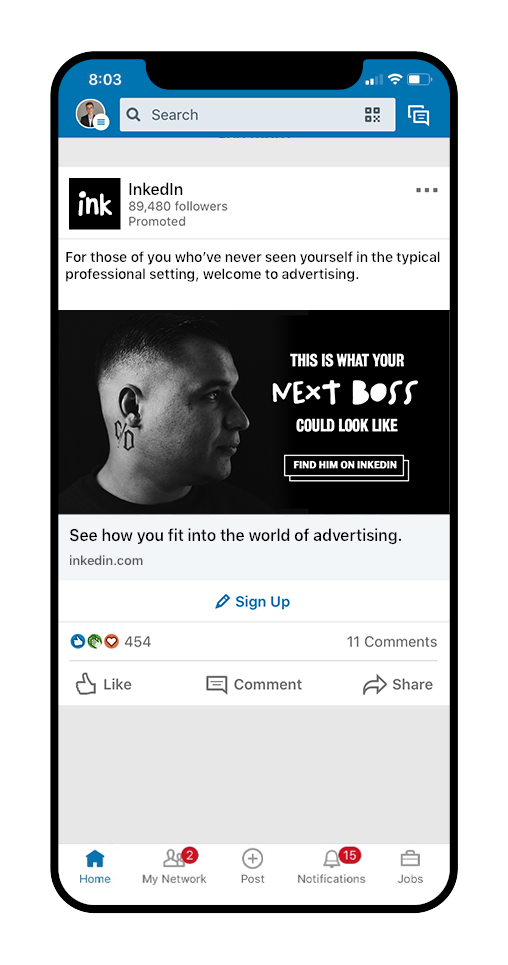 8:03
Search
ink
InkedIn
89,480 followers
Promoted
For those of you who've never seen yourself in the typical
professional setting, welcome to advertising.
THIS IS WHAT YOUR
NEXT BOSS
COULD LOOK LIKE
FIND HIM ON INKEDIN
c/o
See how you fit into the world of advertising.
inkedin.com
Sign Up
454
11 Comments
Like
Comment
Share
2
15
Home
My Network
Post
Notifications
Jobs